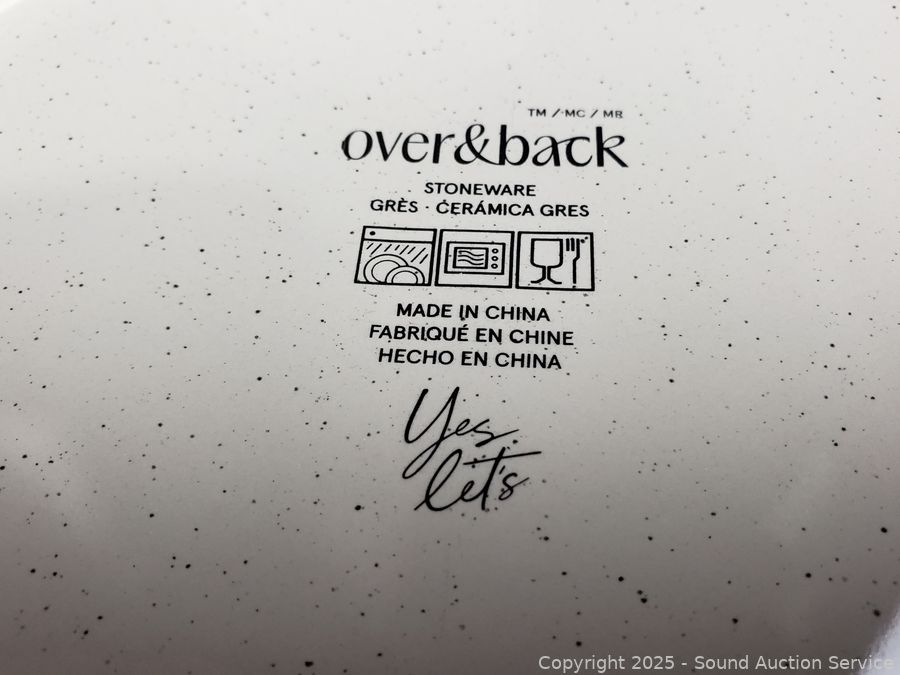 TM / MC / MR
over&back
STONEWARE
GRÈS · CERÁMICA GRES
MADE IN CHINA
FABRIQUÉ EN CHINE
HECHO EN CHINA
Yes
let's
Copyright 2025 - Sound Auction Service